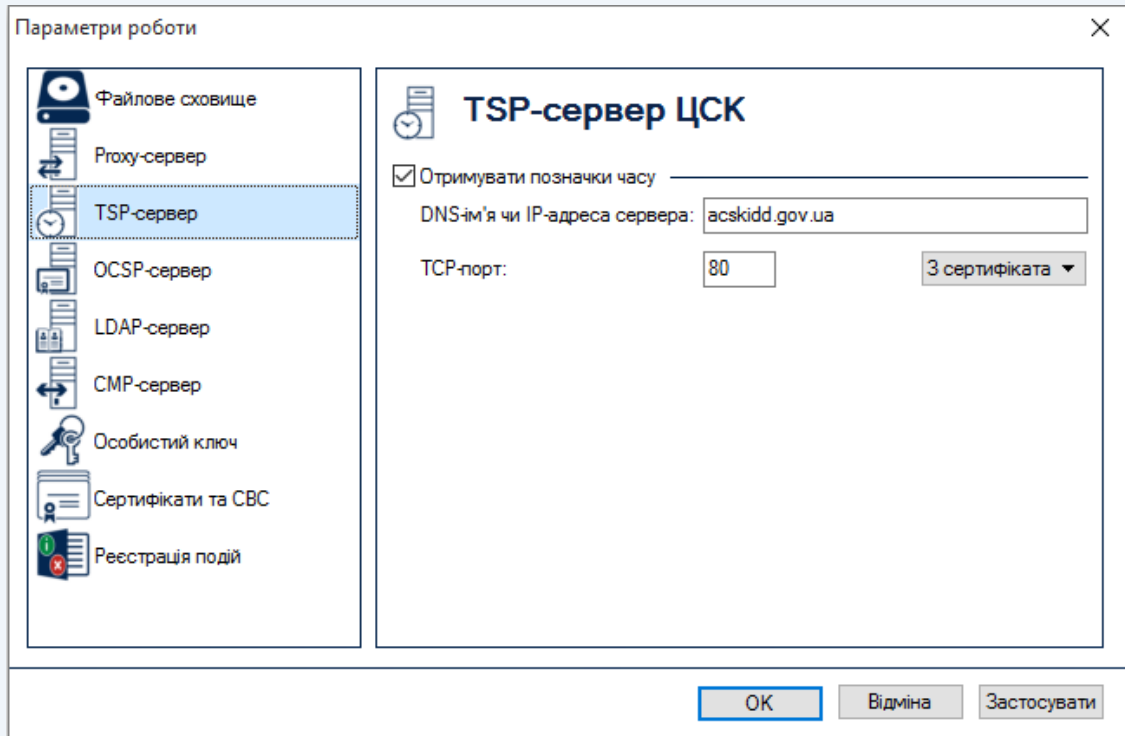 Параметри роботи
Файлове сховище
Proxy-сервер
TSP-сервер
OCSP-сервер
LDAP-сервер
CMP-сервер
Особистий ключ
Сертифікати та СВС
Реєстрація подій
TSP-сервер ЦСК
Отримувати позначки часу
DNS-ім'я чи IP-адреса сервера: acskidd.gov.ua
TCP-порт: 80 З сертифіката
OK Відміна Застосувати